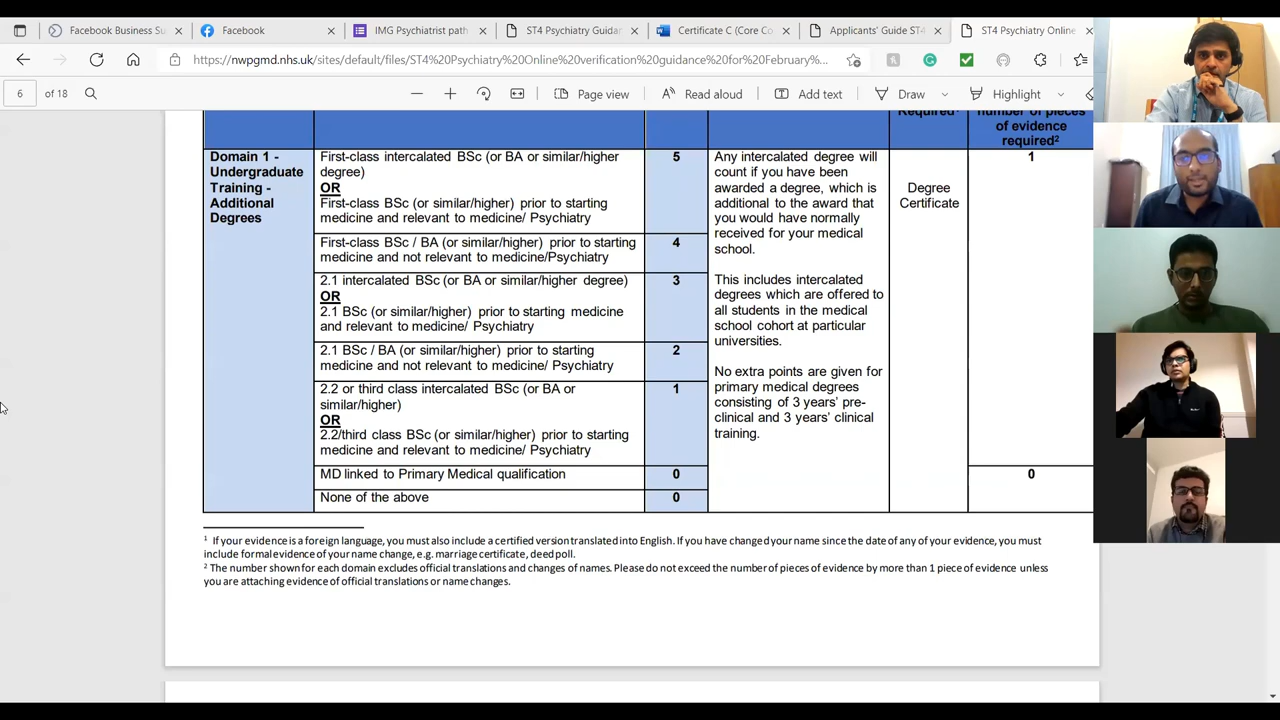 Facebook Business Su
Facebook
IMG Psychiatrist path
ST4 Psychiatry Guidan
Certificate C (Core Co
Applicants' Guide ST4
ST4 Psychiatry Online
https://nwpgmd.nhs.uk/sites/default/files/ST4%20Psychiatry%20Online%20verification%20guidance%20for%20February%...
6 of 18
Page view
Read aloud
Add text
Draw
Highlight
Required¹
number of pieces
of evidence
required²
Domain 1 -
Undergraduate
Training -
Additional
Degrees
First-class intercalated BSc (or BA or similar/higher
degree)
OR
First-class BSc (or similar/higher) prior to starting
medicine and relevant to medicine/ Psychiatry
5
First-class BSc / BA (or similar/higher) prior to starting
medicine and not relevant to medicine/Psychiatry
4
2.1 intercalated BSc (or BA or similar/higher degree)
OR
2.1 BSc (or similar/higher) prior to starting medicine
and relevant to medicine/ Psychiatry
3
2.1 BSc / BA (or similar/higher) prior to starting
medicine and not relevant to medicine/ Psychiatry
2
2.2 or third class intercalated BSc (or BA or
similar/higher)
OR
2.2/third class BSc (or similar/higher) prior to starting
medicine and relevant to medicine/ Psychiatry
1
MD linked to Primary Medical qualification
0
None of the above
0
Any intercalated degree will
count if you have been
awarded a degree, which is
additional to the award that
you would have normally
received for your medical
school.
This includes intercalated
degrees which are offered to
all students in the medical
school cohort at particular
universities.
No extra points are given for
primary medical degrees
consisting of 3 years' pre-
clinical and 3 years' clinical
training.
Degree
Certificate
1
0
1 If your evidence is a foreign language, you must also include a certified version translated into English. If you have changed your name since the date of any of your evidence, you must
include formal evidence of your name change, e.g. marriage certificate, deed poll.
2 The number shown for each domain excludes official translations and changes of names. Please do not exceed the number of pieces of evidence by more than 1 piece of evidence unless
you are attaching evidence of official translations or name changes.